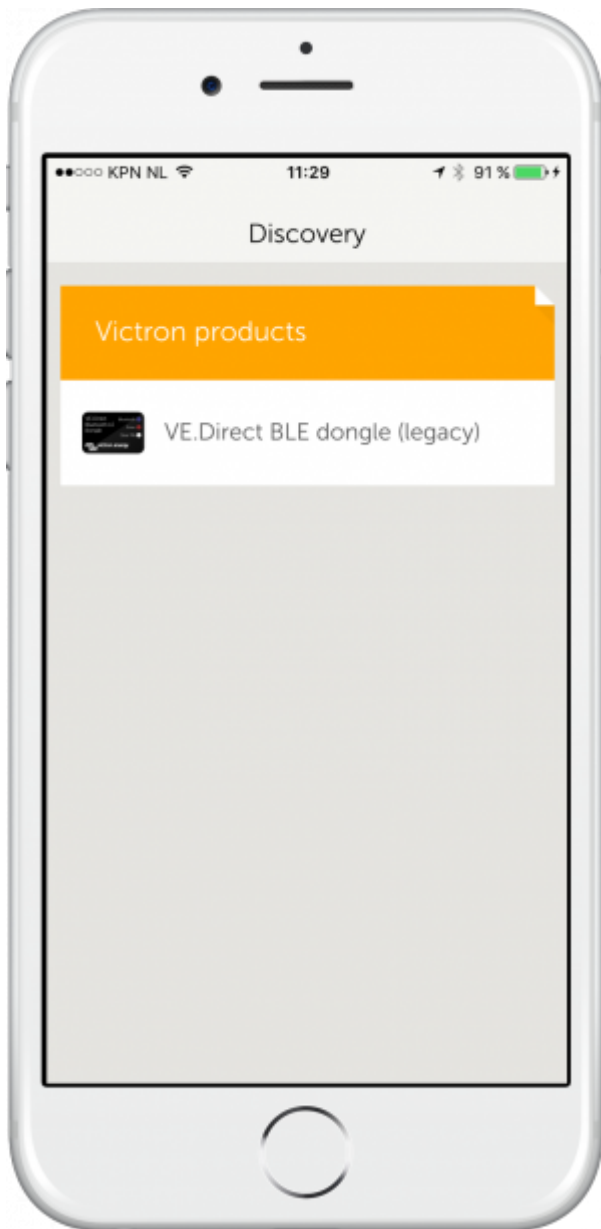 KPN NL 11:29 91 %
Discovery
Victron products
VE.Direct BLE dongle (legacy)